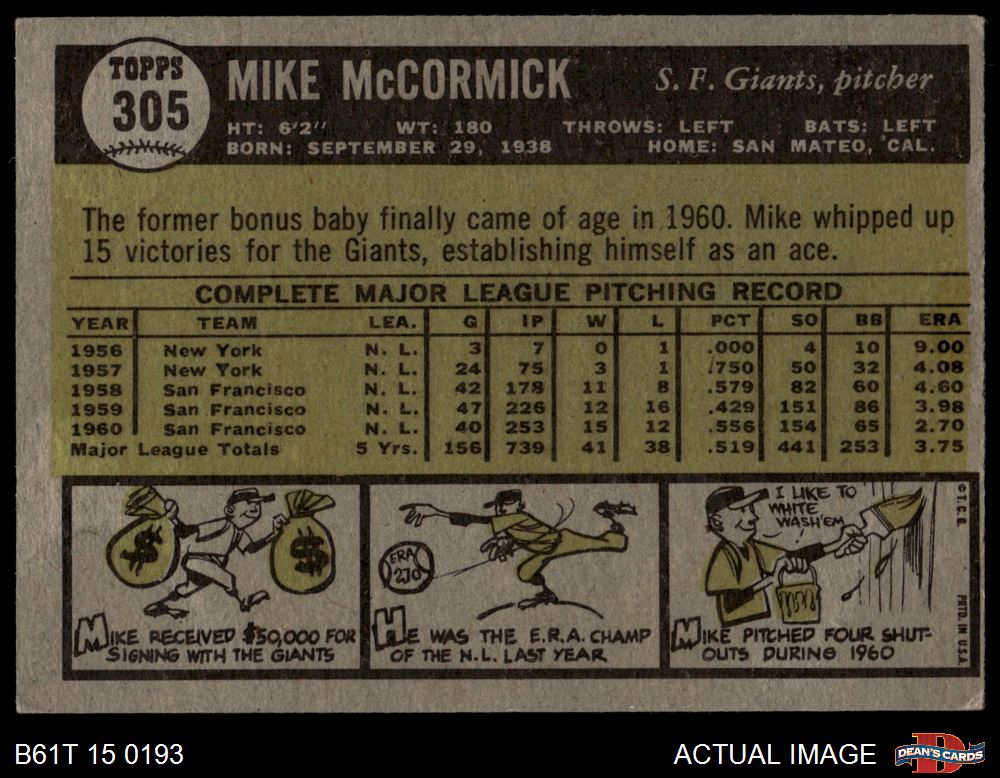 TOPPS
305
MIKE McCORMICK
S. F. Giants, pitcher
HT: 6'2" WT: 180 THROWS: LEFT BATS: LEFT
BORN: SEPTEMBER 29, 1938 HOME: SAN MATEO, CAL.
The former bonus baby finally came of age in 1960. Mike whipped up
15 victories for the Giants, establishing himself as an ace.
COMPLETE MAJOR LEAGUE PITCHING RECORD
YEAR TEAM LEA. G IP W L PCT SO BB ERA
1956 New York N. L. 3 7 0 1 .000 4 10 9.00
1957 New York N. L. 24 75 3 1 .750 50 32 4.08
1958 San Francisco N. L. 42 178 11 8 .579 82 60 4.60
1959 San Francisco N. L. 47 226 12 16 .429 151 86 3.98
1960 San Francisco N. L. 40 253 15 12 .556 154 65 2.70
Major League Totals 5 Yrs. 156 739 41 38 .519 441 253 3.75
$
$
MIKE RECEIVED $50,000 FOR
SIGNING WITH THE GIANTS
ERA
2.70
HE WAS THE E.R.A. CHAMP
OF THE N.L. LAST YEAR
I LIKE TO
WHITE
WASH'EM
MIKE PITCHED FOUR SHUT-
OUTS DURING 1960
© T.C.G. PRTD. IN U.S.A.
B61T 15 0193
ACTUAL IMAGE
D
DEAN'S CARDS